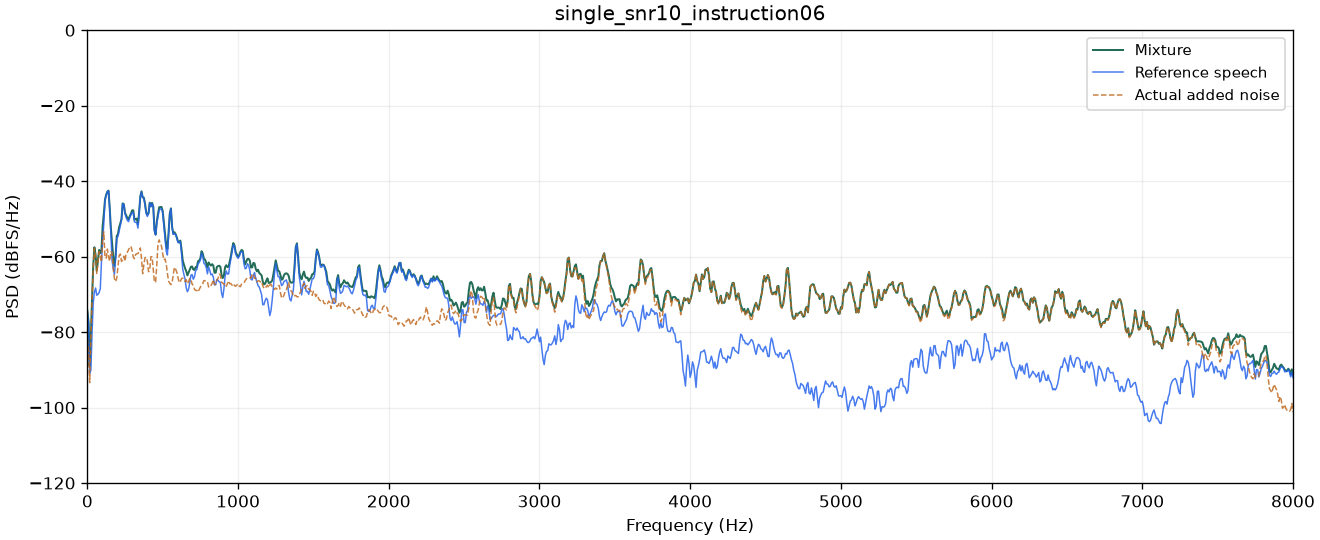 single_snr10_instruction06
PSD (dBFS/Hz)
0
−20
−40
−60
−80
−100
−120
Mixture
Reference speech
Actual added noise
0 1000 2000 3000 4000 5000 6000 7000 8000
Frequency (Hz)